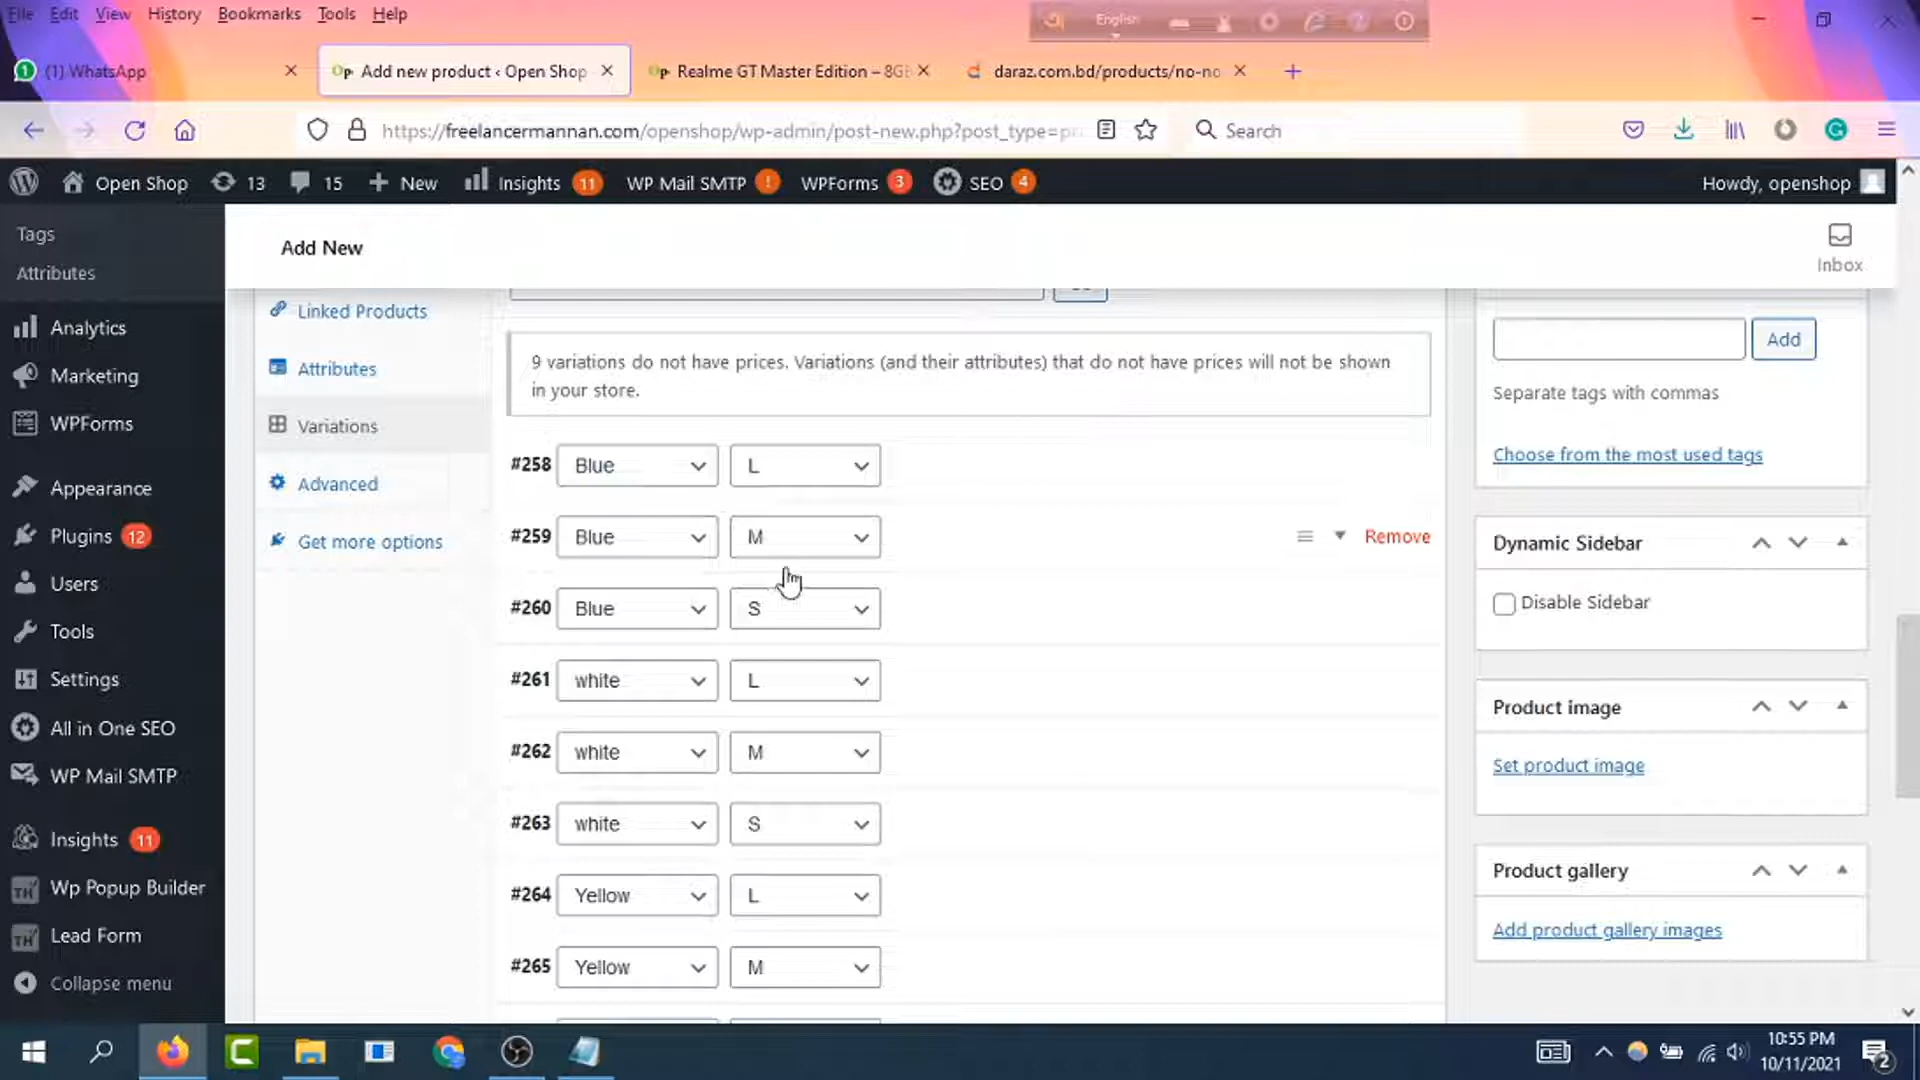 File Edit View History Bookmarks Tools Help
English
(1) WhatsApp
Add new product ‹ Open Shop
Realme GT Master Edition – 8GB
daraz.com.bd/products/no-no
https://freelancermannan.com/openshop/wp-admin/post-new.php?post_type=pr
Search
Open Shop 13 15 New Insights 11 WP Mail SMTP ! WPForms 3 SEO 4 Howdy, openshop
Tags
Attributes
Analytics
Marketing
WPForms
Appearance
Plugins 12
Users
Tools
Settings
All in One SEO
WP Mail SMTP
Insights 11
Wp Popup Builder
Lead Form
Collapse menu
Add New
Inbox
Linked Products
Attributes
Variations
Advanced
Get more options
9 variations do not have prices. Variations (and their attributes) that do not have prices will not be shown
in your store.
#258 Blue L
#259 Blue M Remove
#260 Blue S
#261 white L
#262 white M
#263 white S
#264 Yellow L
#265 Yellow M
Add
Separate tags with commas
Choose from the most used tags
Dynamic Sidebar
Disable Sidebar
Product image
Set product image
Product gallery
Add product gallery images
10:55 PM
10/11/2021
2